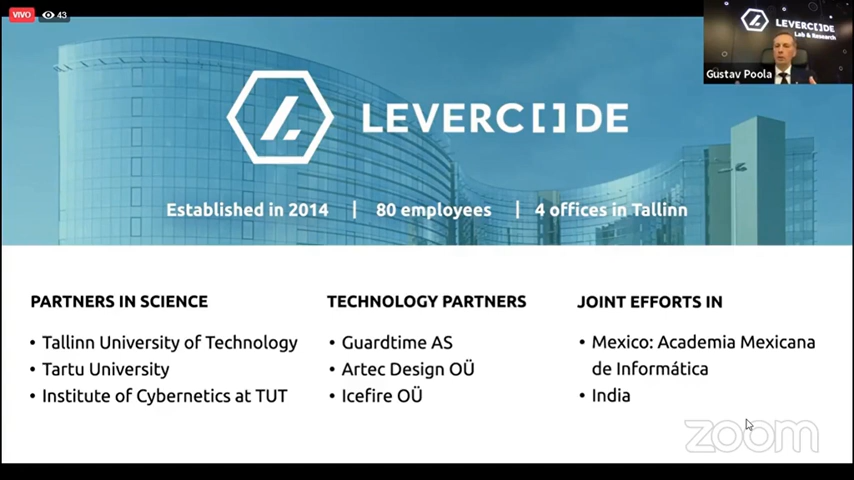 VIVO 43
LEVERC[]DE
Lab & Research
Gustav Poola
LEVERC[]DE
Established in 2014 | 80 employees | 4 offices in Tallinn
PARTNERS IN SCIENCE
• Tallinn University of Technology
• Tartu University
• Institute of Cybernetics at TUT
TECHNOLOGY PARTNERS
• Guardtime AS
• Artec Design OÜ
• Icefire OÜ
JOINT EFFORTS IN
• Mexico: Academia Mexicana
de Informática
• India
zoom